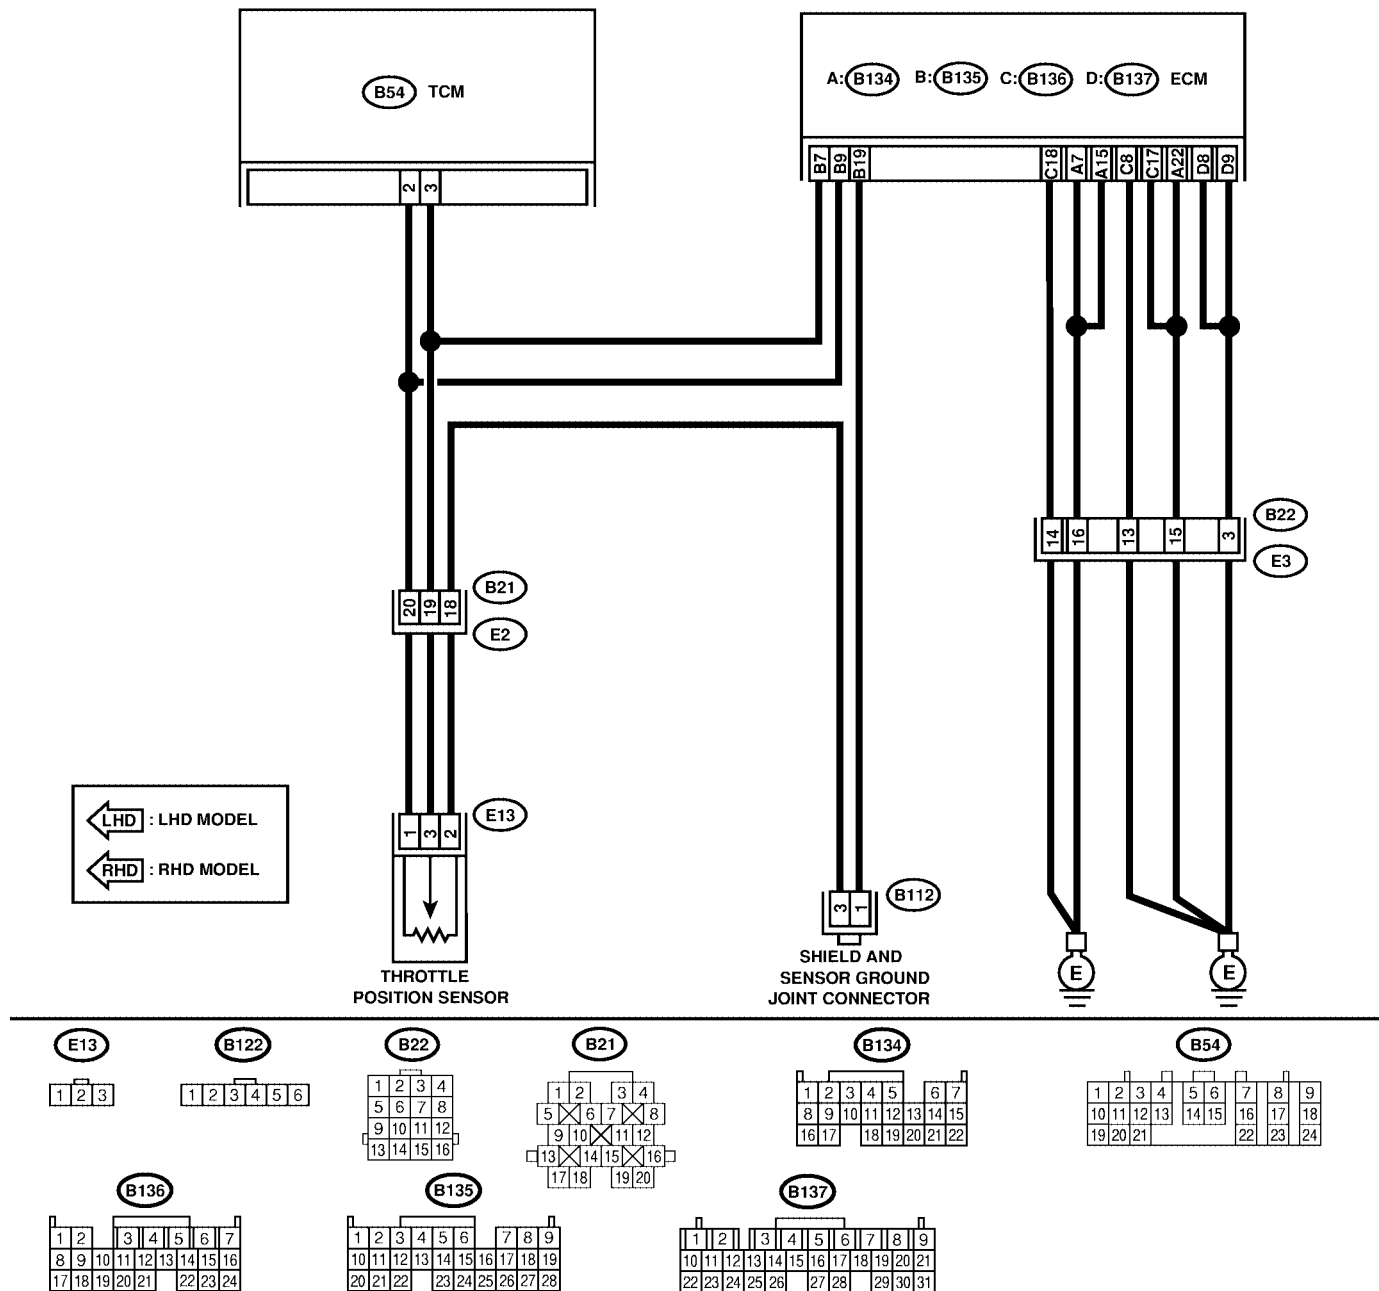 B54 TCM
A: B134 B: B135 C: B136 D: B137 ECM
2 3
B7 B9 B19 C18 A7 A15 C8 C17 A22 D8 D9
14 16 13 15 3
B22
E3
20 19 18
B21
E2
1 3 2
E13
LHD : LHD MODEL
RHD : RHD MODEL
THROTTLE
POSITION SENSOR
3 1
B112
SHIELD AND
SENSOR GROUND
JOINT CONNECTOR
E E
E13
1 2 3
B122
1 2 3 4 5 6
B22
1 2 3 4
5 6 7 8
9 10 11 12
13 14 15 16
B21
1 2 3 4
5 6 7 8
9 10 11 12
13 14 15 16
17 18 19 20
B134
1 2 3 4 5 6 7
8 9 10 11 12 13 14 15
16 17 18 19 20 21 22
B54
1 2 3 4 5 6 7 8 9
10 11 12 13 14 15 16 17 18
19 20 21 22 23 24
B136
1 2 3 4 5 6 7
8 9 10 11 12 13 14 15 16
17 18 19 20 21 22 23 24
B135
1 2 3 4 5 6 7 8 9
10 11 12 13 14 15 16 17 18 19
20 21 22 23 24 25 26 27 28
B137
1 2 3 4 5 6 7 8 9
10 11 12 13 14 15 16 17 18 19 20 21
22 23 24 25 26 27 28 29 30 31